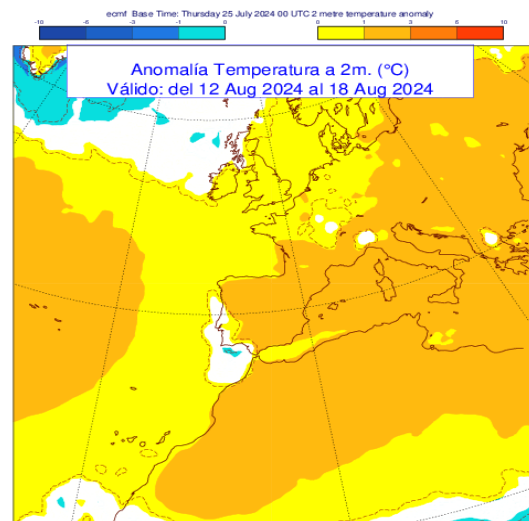 ecmf Base Time: Thursday 25 July 2024 00 UTC 2 metre temperature anomaly
-10 -6 -3 -1 0 0 1 3 6 10
Anomalía Temperatura a 2m. (°C)
Válido: del 12 Aug 2024 al 18 Aug 2024